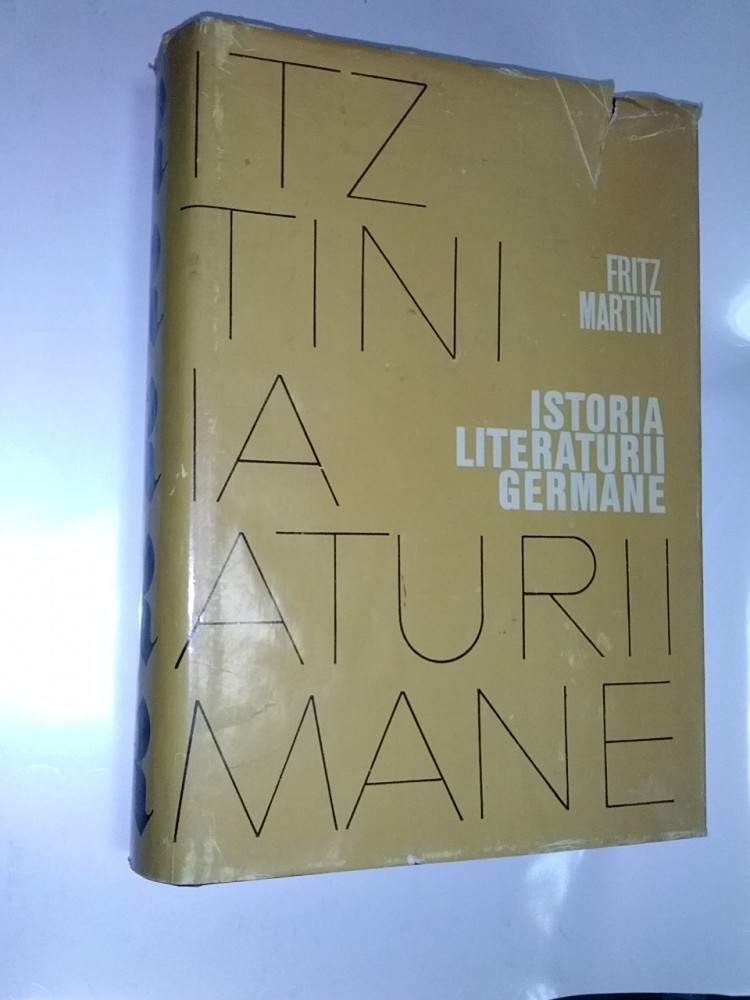 ITZ
TINI
IA
ATURII
MANE
FRITZ
MARTINI
ISTORIA
LITERATURII
GERMANE